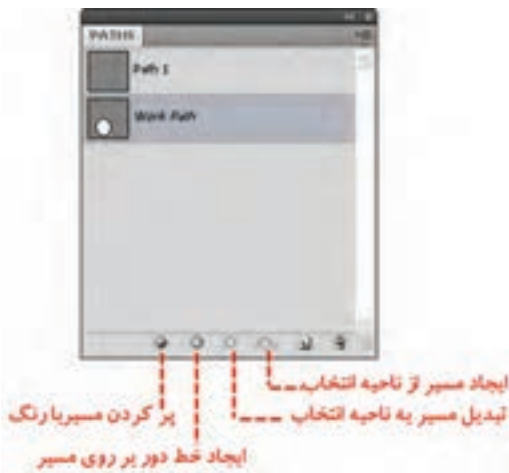 PATHS
Path 1
Work Path
ایجاد مسیر از ناحیه انتخاب
تبدیل مسیر به ناحیه انتخاب
پر کردن مسیر با رنگ
ایجاد خط دور بر روی مسیر